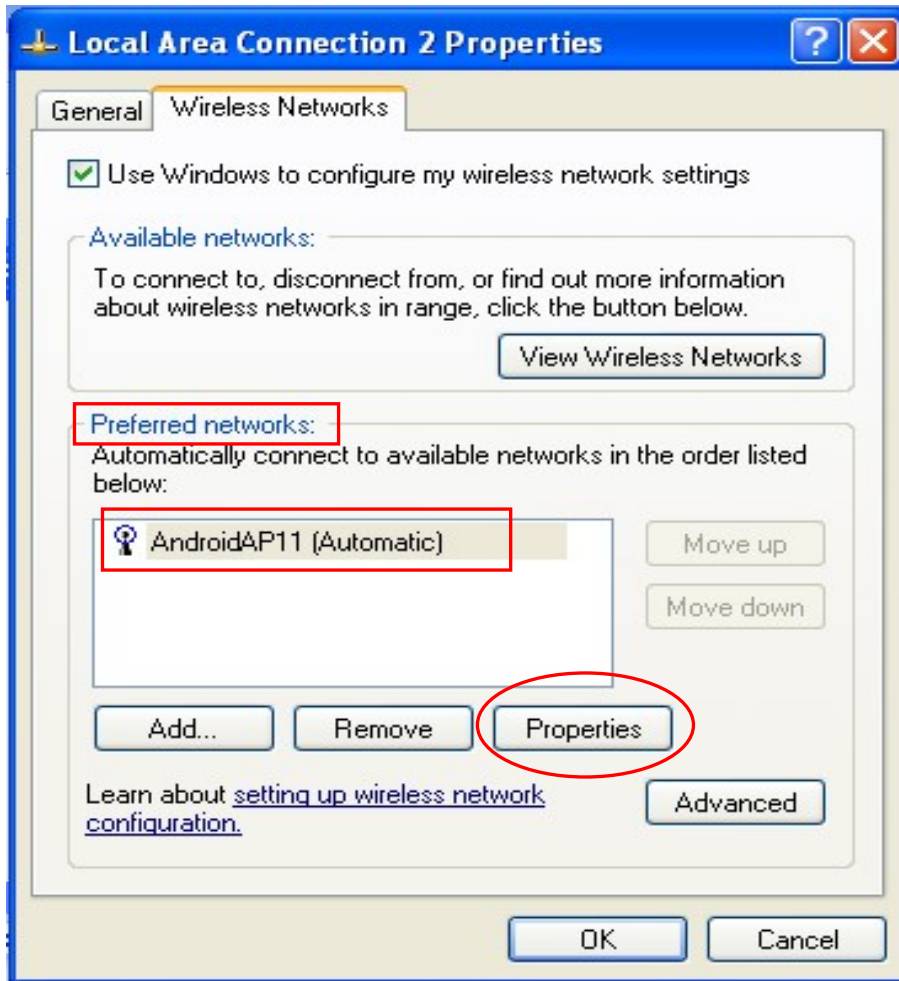 Local Area Connection 2 Properties
?
General
Wireless Networks
Use Windows to configure my wireless network settings
Available networks:
To connect to, disconnect from, or find out more information
about wireless networks in range, click the button below.
View Wireless Networks
Preferred networks:
Automatically connect to available networks in the order listed
below:
AndroidAP11 (Automatic)
Move up
Move down
Add...
Remove
Properties
Learn about setting up wireless network
configuration.
Advanced
OK
Cancel